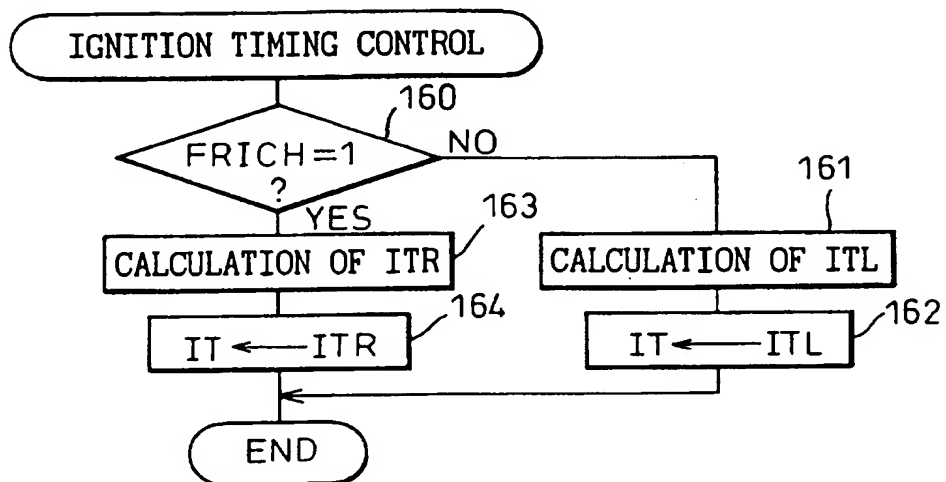 IGNITION TIMING CONTROL
160
FRICH=1
?
NO
YES
163
161
CALCULATION OF ITR
CALCULATION OF ITL
164
162
IT ← ITR
IT ← ITL
END